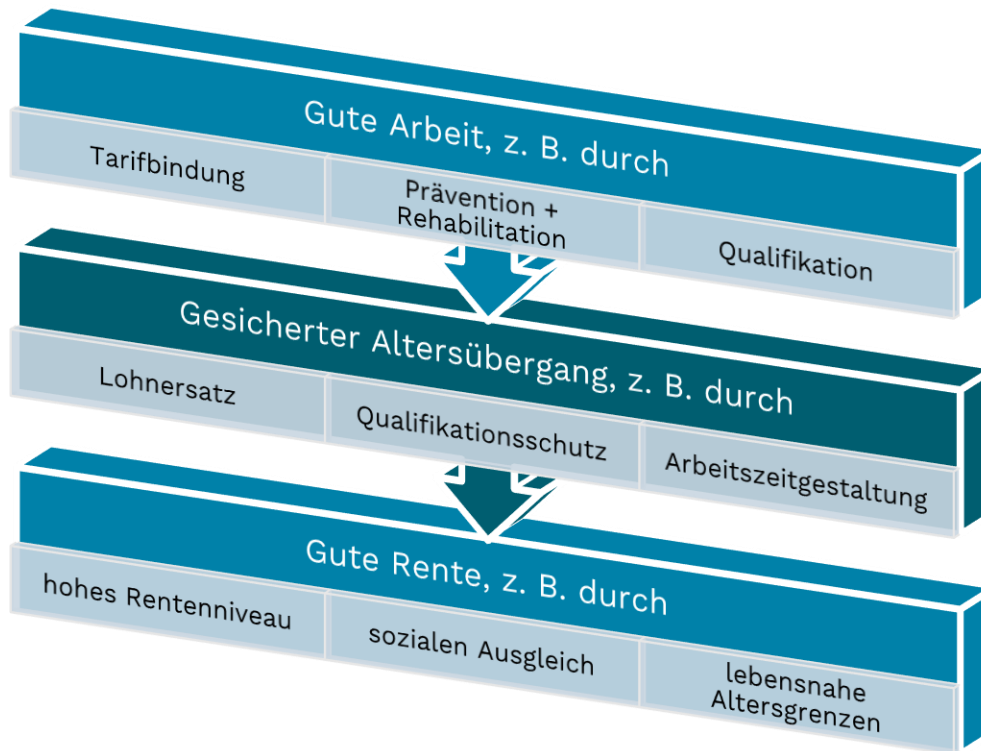 Gute Arbeit, z. B. durch
Tarifbindung
Prävention +
Rehabilitation
Qualifikation
Gesicherter Altersübergang, z. B. durch
Lohnersatz
Qualifikationsschutz
Arbeitszeitgestaltung
Gute Rente, z. B. durch
hohes Rentenniveau
sozialen Ausgleich
lebensnahe
Altersgrenzen